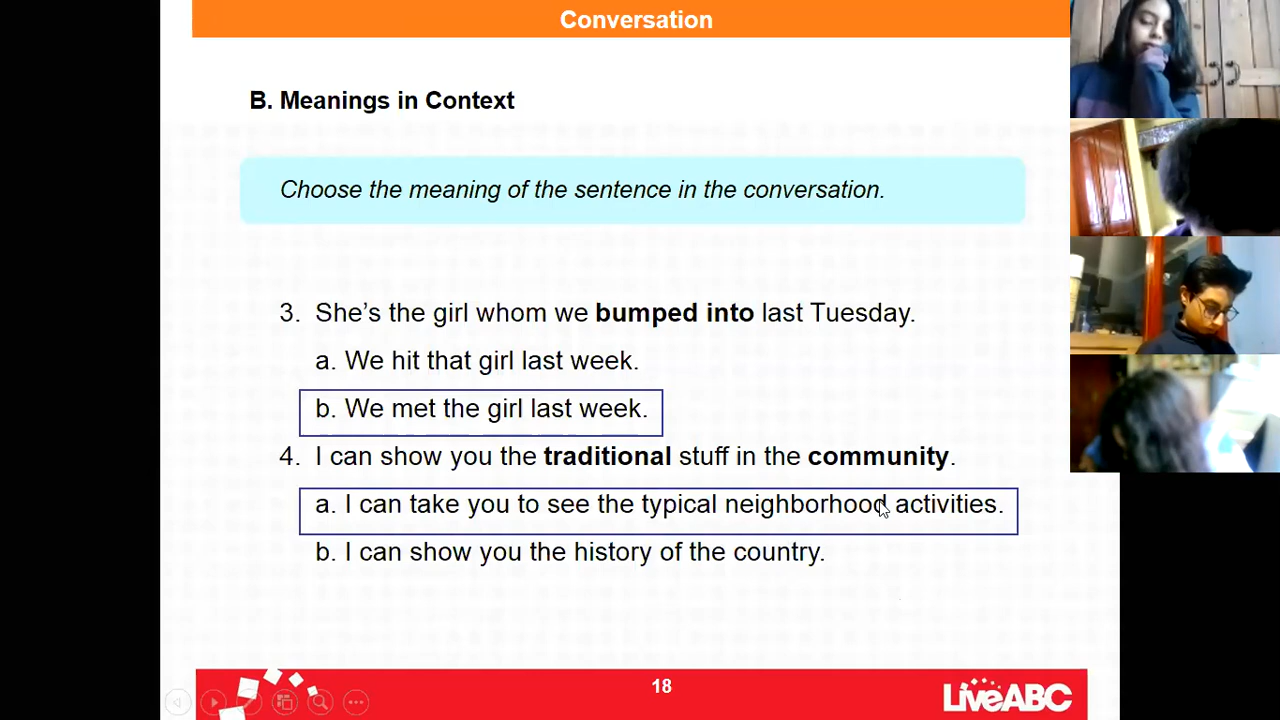 Conversation
B. Meanings in Context
Choose the meaning of the sentence in the conversation.
3. She's the girl whom we bumped into last Tuesday.
a. We hit that girl last week.
b. We met the girl last week.
4. I can show you the traditional stuff in the community.
a. I can take you to see the typical neighborhood activities.
b. I can show you the history of the country.
18
LiveABC